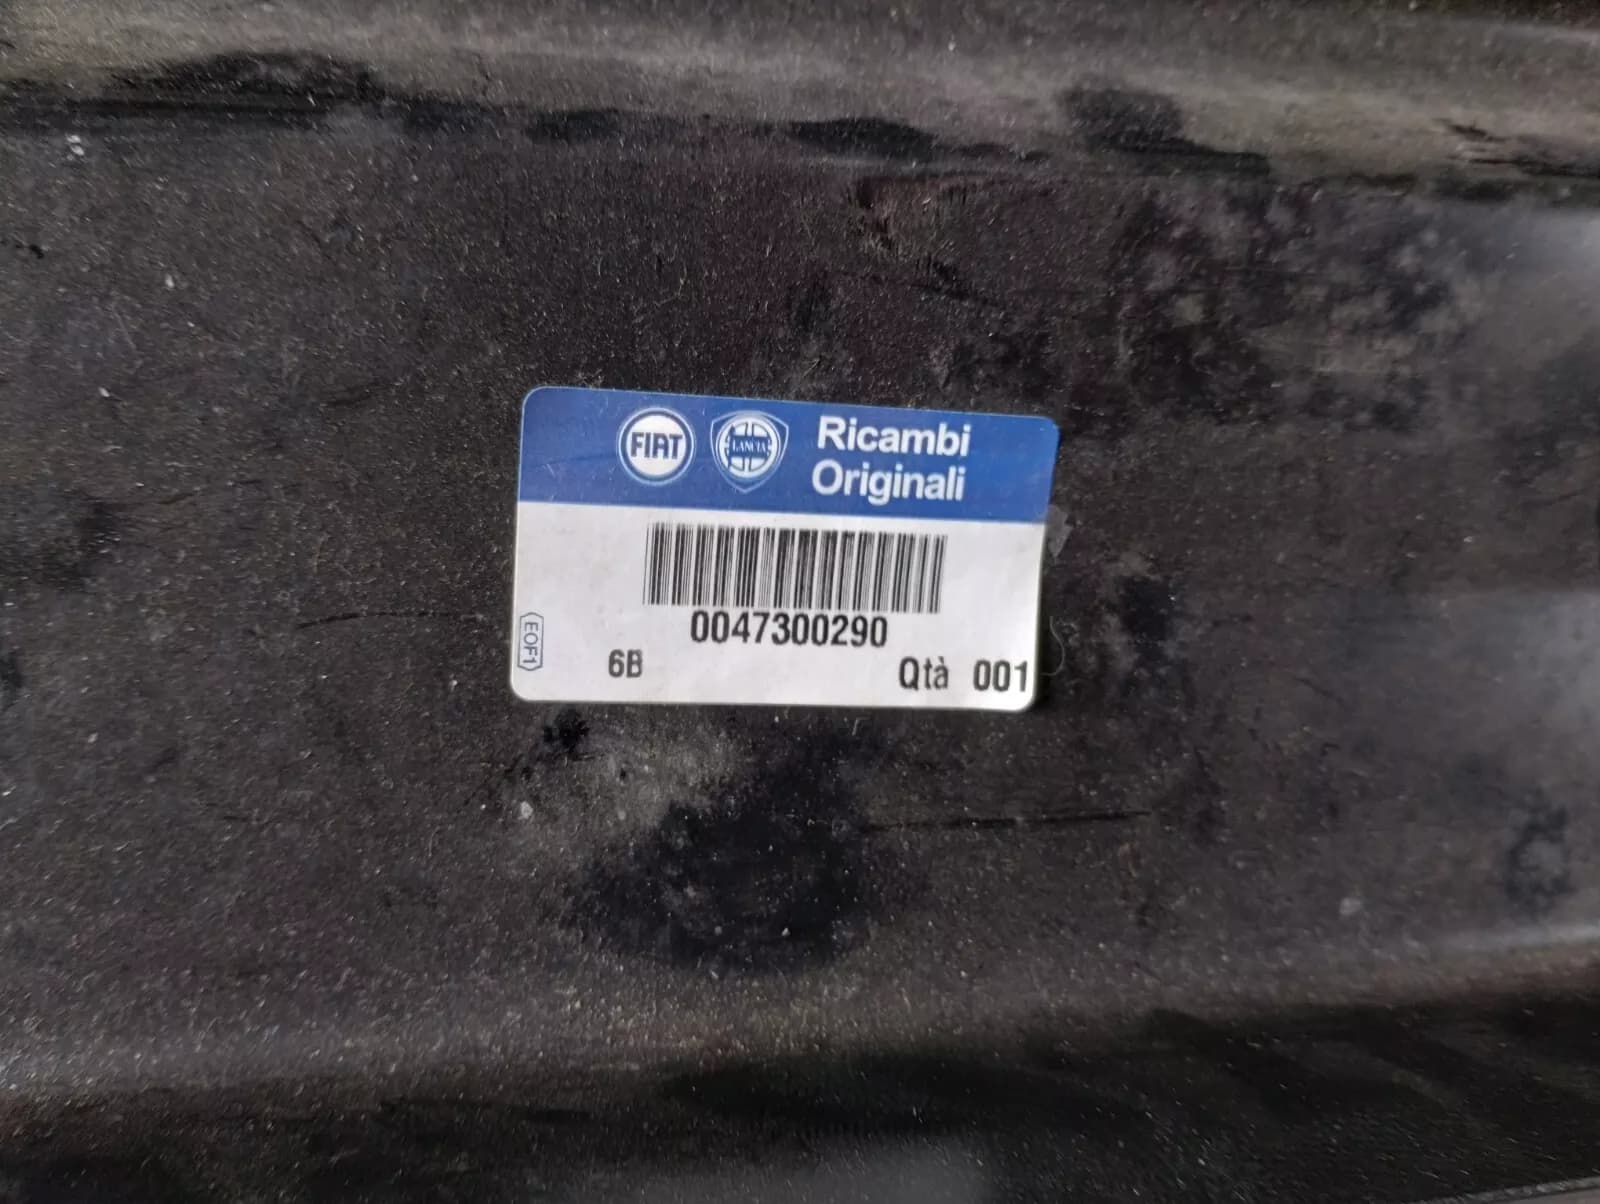 FIAT
LANCIA
Ricambi
Originali
0047300290
EOF1
6B
Qtà 001